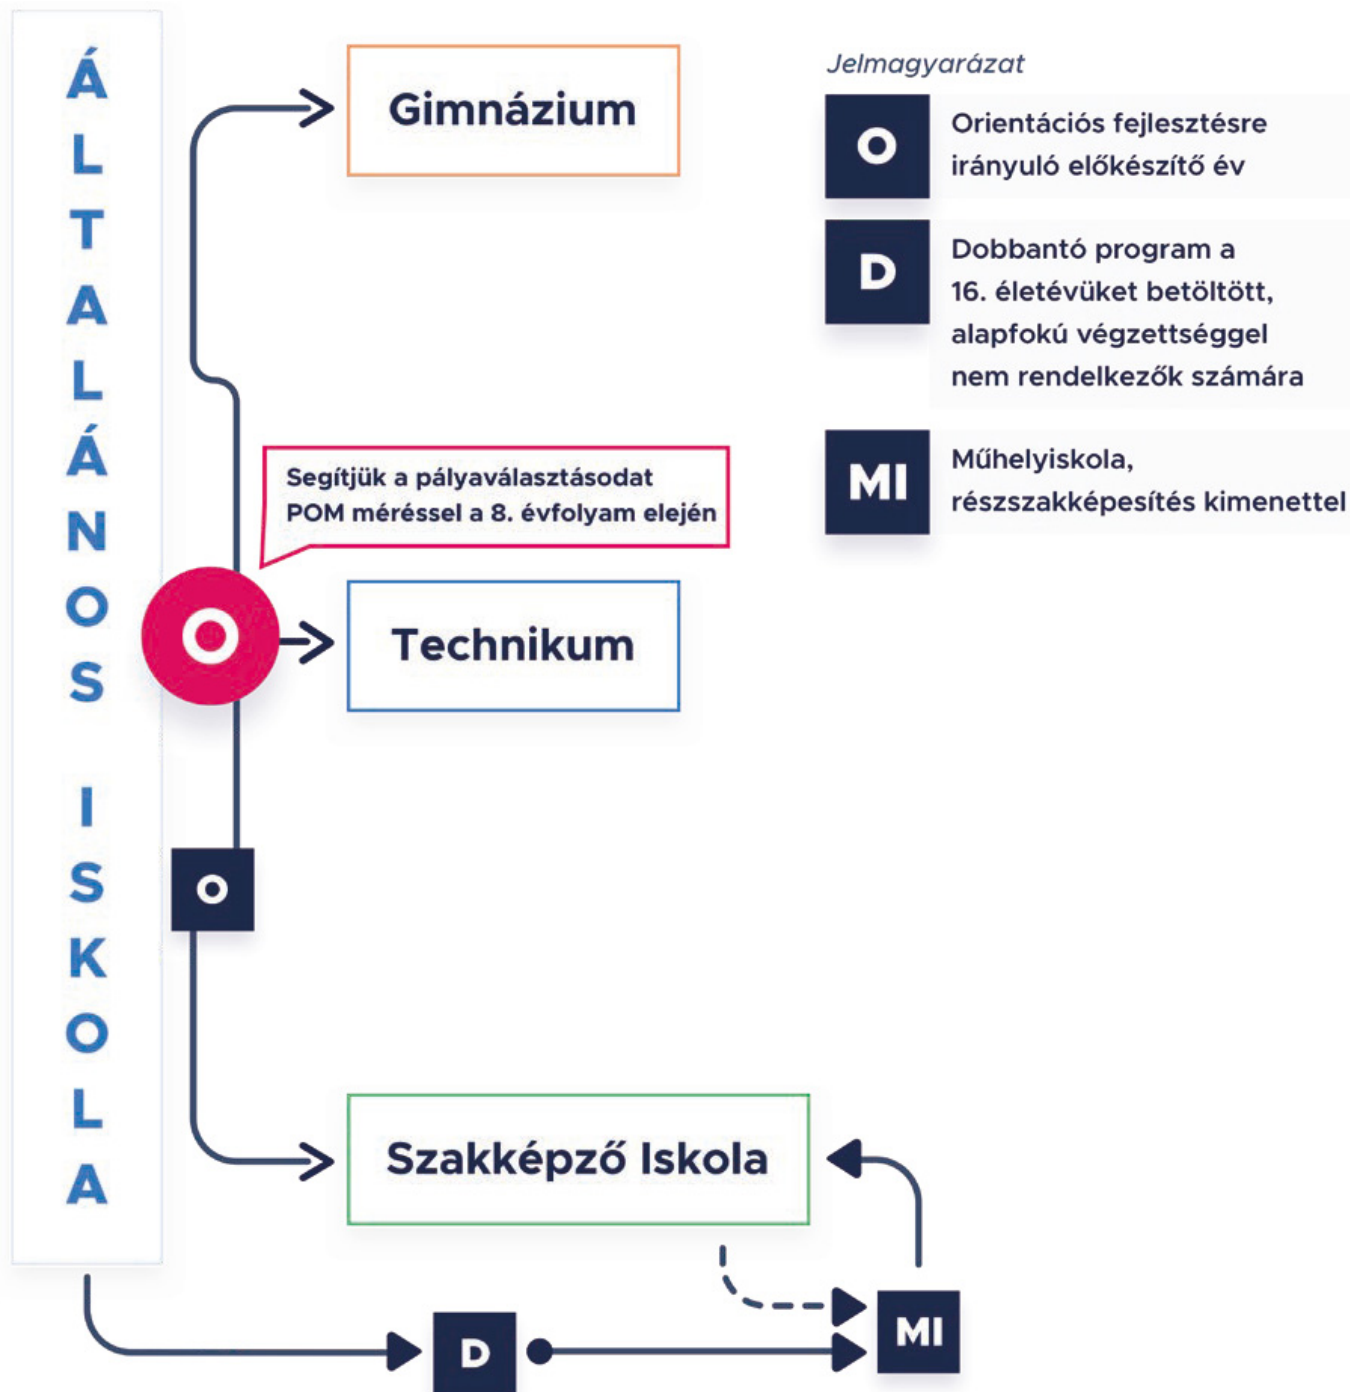 ÁLTALÁNOS ISKOLA
Gimnázium
Segítjük a pályaválasztásodat
POM méréssel a 8. évfolyam elején
O
Technikum
O
Szakképző Iskola
D
MI
Jelmagyarázat
O
Orientációs fejlesztésre
irányuló előkészítő év
D
Dobbantó program a
16. életévüket betöltött,
alapfokú végzettséggel
nem rendelkezők számára
MI
Műhelyiskola,
részszakképesítés kimenettel